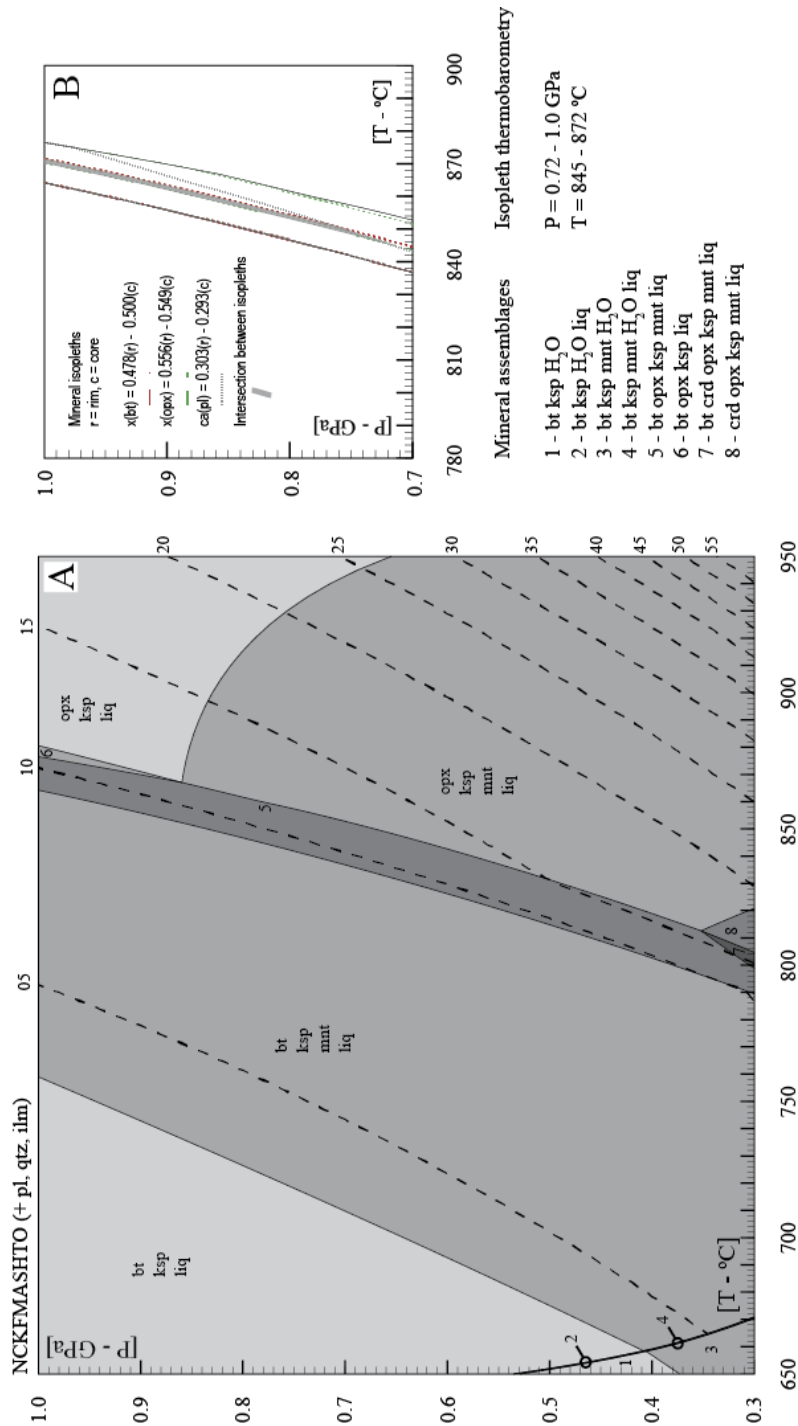 NCKFMASHTO (+ pl, qtz, ilm)
05
10
15
A
[P - GPa]
1.0
0.9
0.8
0.7
0.6
0.5
0.4
0.3
bt
ksp
liq
bt
ksp
mnt
liq
opx
ksp
liq
opx
ksp
mnt
liq
6
5
2
1
4
3
7
8
20
25
30
35
40
45
50
55
[T - ºC]
650
700
750
800
850
900
950
B
[P - GPa]
1.0
0.9
0.8
0.7
Mineral isopleths
r = rim, c = core
x(bt) = 0.478(r) - 0.500(c)
x(opx) = 0.556(r) - 0.549(c)
ca(pl) = 0.303(r) - 0.293(c)
Intersection between isopleths
[T - ºC]
780
810
840
870
900
Mineral assemblages
1 - bt ksp H2O
2 - bt ksp H2O liq
3 - bt ksp mnt H2O
4 - bt ksp mnt H2O liq
5 - bt opx ksp mnt liq
6 - bt opx ksp liq
7 - bt crd opx ksp mnt liq
8 - crd opx ksp mnt liq
Isopleth thermobarometry
P = 0.72 - 1.0 GPa
T = 845 - 872 ºC